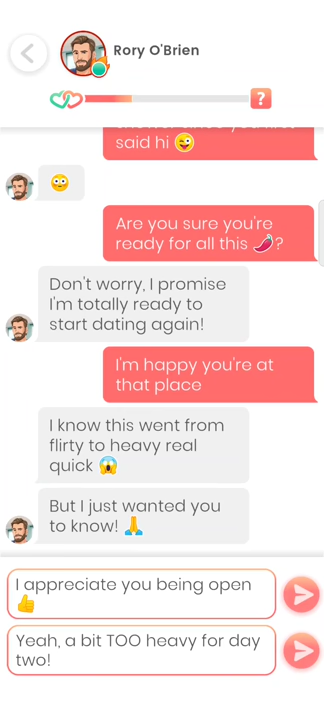 Rory O'Brien
?
said hi 😜
Are you sure you're
ready for all this 🌶️?
Don't worry, I promise
I'm totally ready to
start dating again!
I'm happy you're at
that place
I know this went from
flirty to heavy real
quick 😱
But I just wanted you
to know! 🙏
I appreciate you being open
👍
Yeah, a bit TOO heavy for day
two!